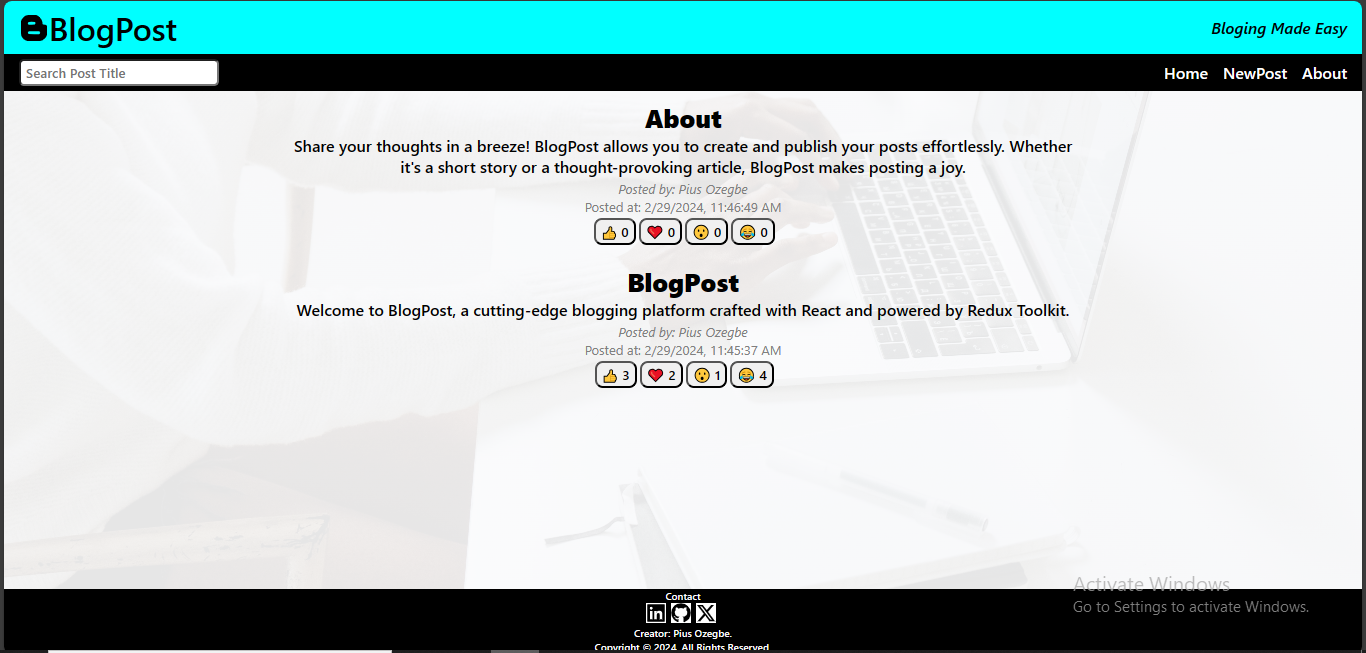 BlogPost
Bloging Made Easy
Search Post Title
Home NewPost About
About
Share your thoughts in a breeze! BlogPost allows you to create and publish your posts effortlessly. Whether
it's a short story or a thought-provoking article, BlogPost makes posting a joy.
Posted by: Pius Ozegbe
Posted at: 2/29/2024, 11:46:49 AM
👍 0 ❤️ 0 😮 0 😂 0
BlogPost
Welcome to BlogPost, a cutting-edge blogging platform crafted with React and powered by Redux Toolkit.
Posted by: Pius Ozegbe
Posted at: 2/29/2024, 11:45:37 AM
👍 3 ❤️ 2 😮 1 😂 4
Activate Windows
Go to Settings to activate Windows.
Contact
in X
Creator: Pius Ozegbe.
Copyright © 2024. All Rights Reserved